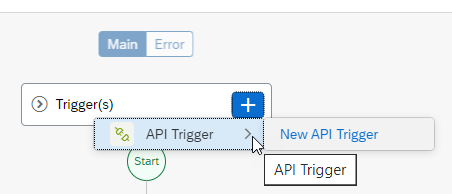 Main Error
Trigger(s)
API Trigger New API Trigger
Start
API Trigger